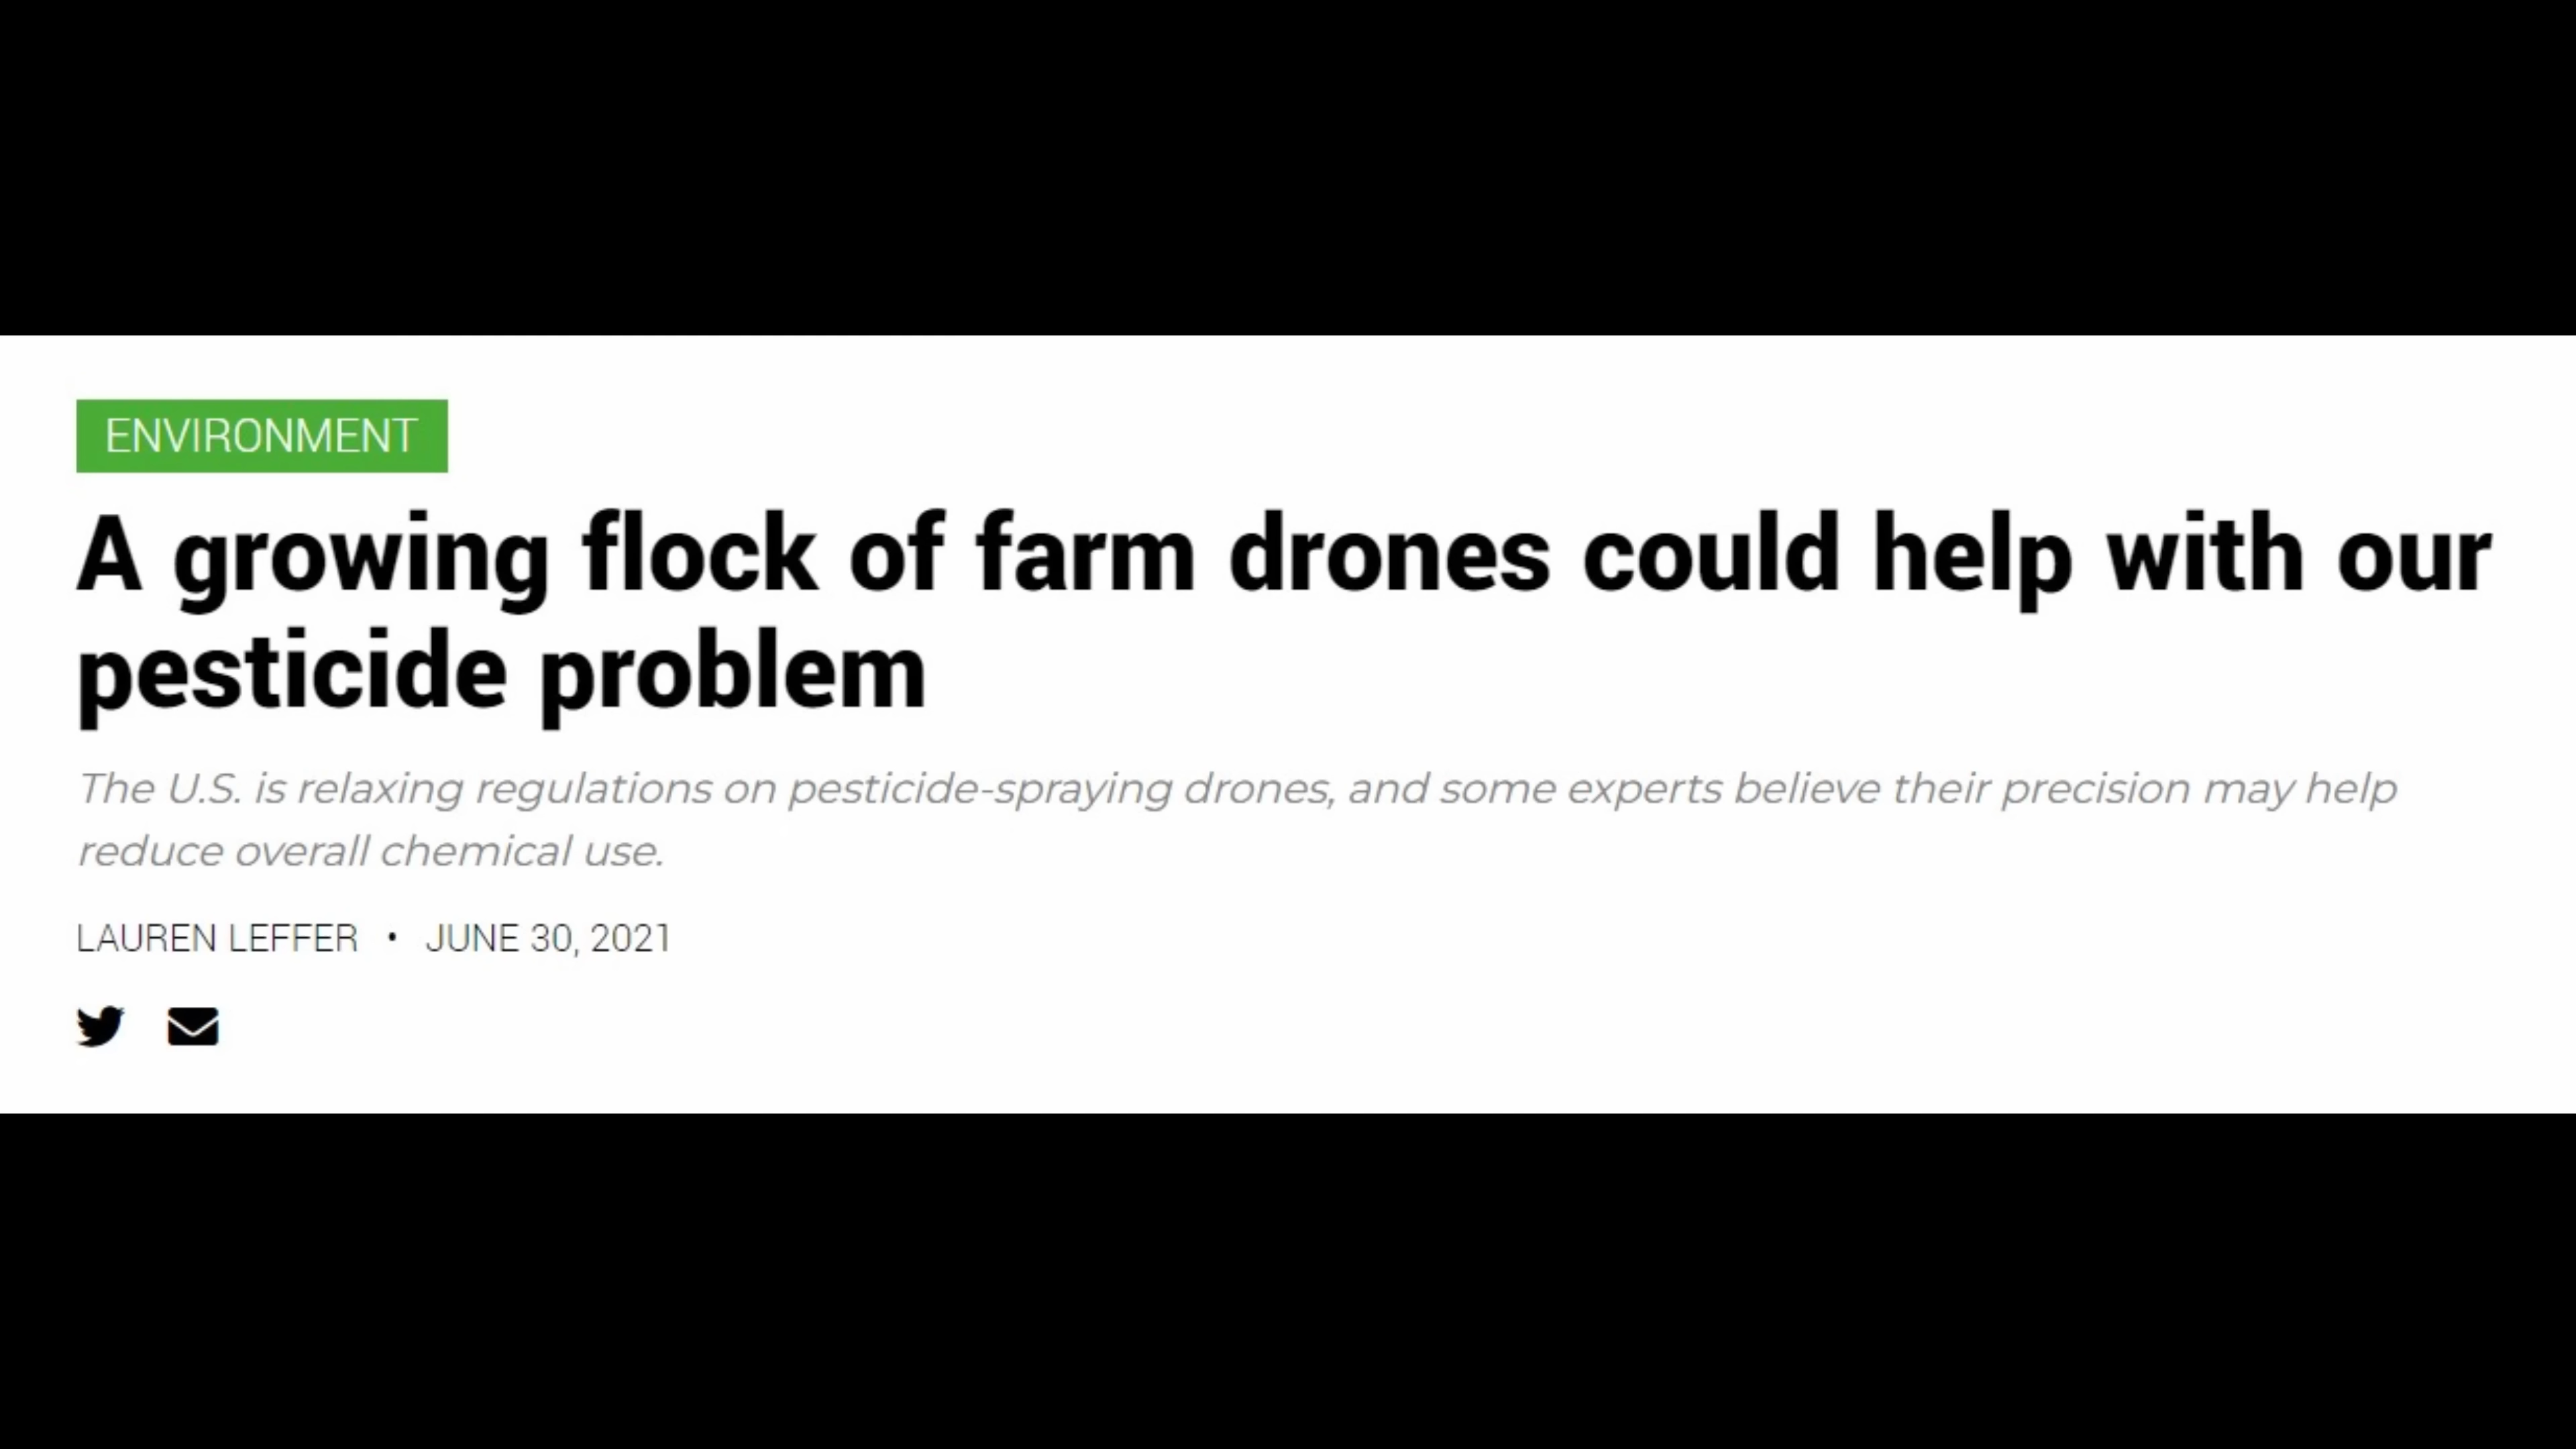 ENVIRONMENT
A growing flock of farm drones could help with our
pesticide problem
The U.S. is relaxing regulations on pesticide-spraying drones, and some experts believe their precision may help
reduce overall chemical use.
LAUREN LEFFER • JUNE 30, 2021